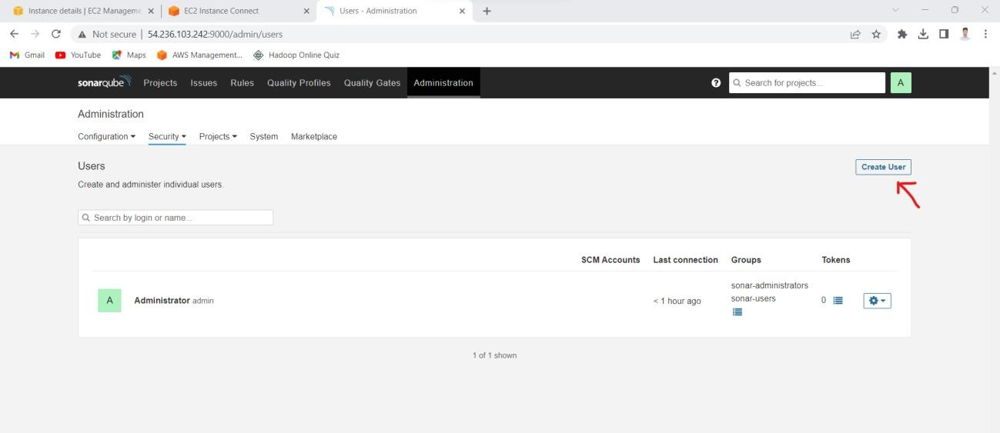 Instance details | EC2 Manageme
EC2 Instance Connect
Users - Administration
Not secure | 54.236.103.242:9000/admin/users
Gmail YouTube Maps AWS Management... Hadoop Online Quiz
sonarqube Projects Issues Rules Quality Profiles Quality Gates Administration Search for projects... A
Administration
Configuration Security Projects System Marketplace
Users Create User
Create and administer individual users.
Search by login or name...
SCM Accounts Last connection Groups Tokens
sonar-administrators
A Administrator admin < 1 hour ago sonar-users 0
1 of 1 shown